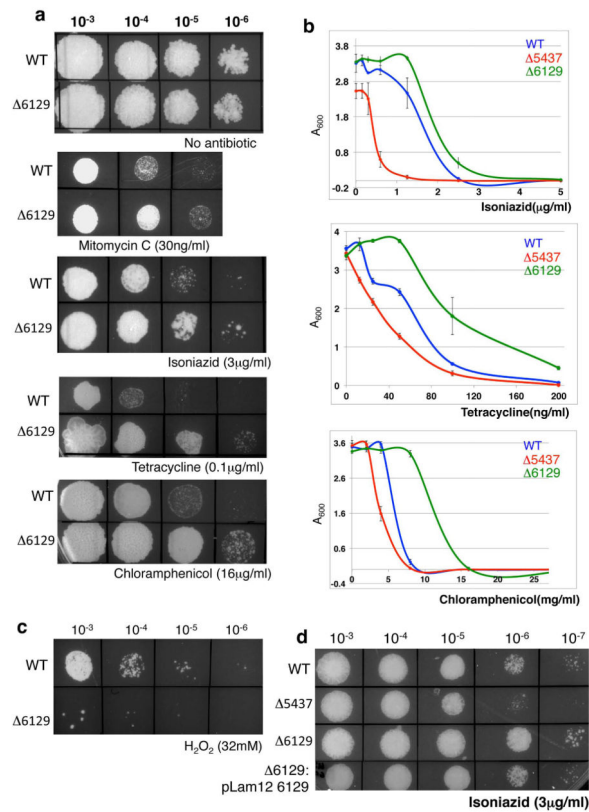 a
10-3 10-4 10-5 10-6
WT
Δ6129
No antibiotic
WT
Δ6129
Mitomycin C (30ng/ml)
WT
Δ6129
Isoniazid (3µg/ml)
WT
Δ6129
Tetracycline (0.1µg/ml)
WT
Δ6129
Chloramphenicol (16µg/ml)
b
WT
Δ5437
Δ6129
3.8
2.8
1.8
0.8
-0.2
A600
0 1 2 3 4 5
Isoniazid(µg/ml)
WT
Δ5437
Δ6129
4
3
2
1
0
A600
0 40 80 120 160 200
Tetracycline(ng/ml)
WT
Δ5437
Δ6129
3.6
2.6
1.6
0.6
-0.4
A600
0 5 10 15 20 25
Chloramphenicol(mg/ml)
c
10-3 10-4 10-5 10-6
WT
Δ6129
H2O2 (32mM)
d
10-3 10-4 10-5 10-6 10-7
WT
Δ5437
Δ6129
Δ6129:
pLam12 6129
Isoniazid (3µg/ml)